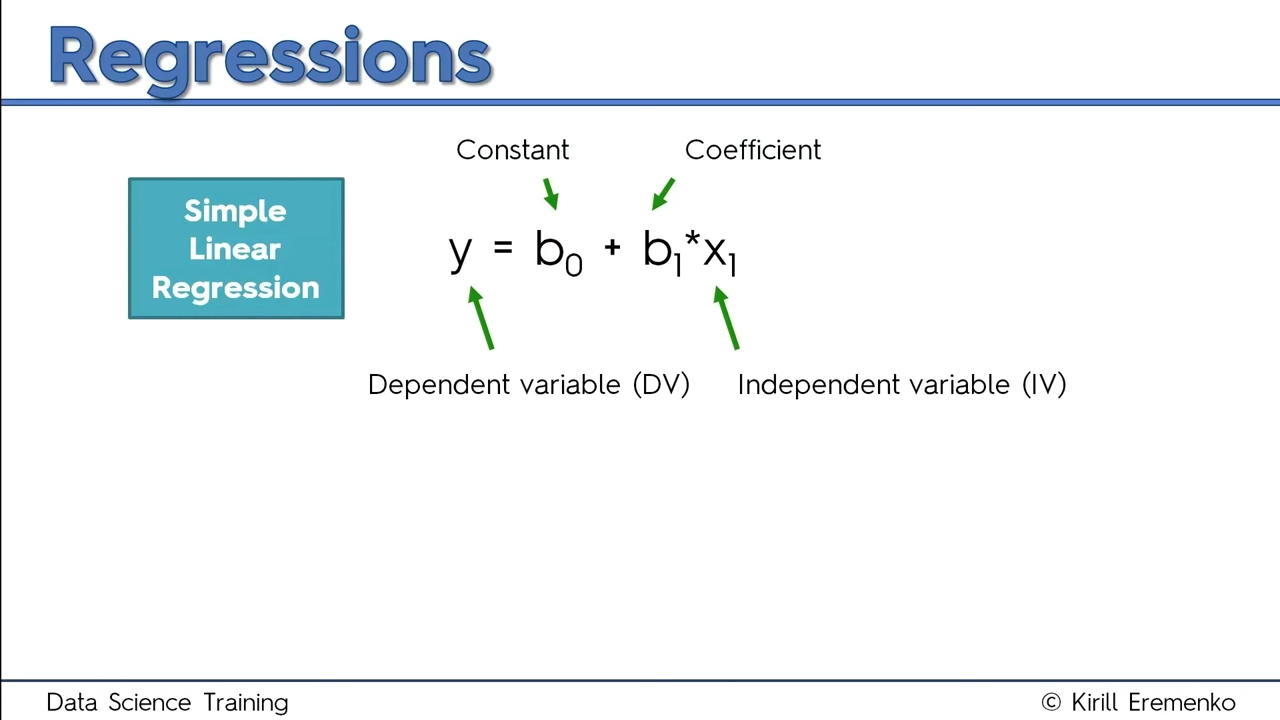 Regressions
Constant Coefficient
Simple
Linear
Regression
y = b₀ + b₁*x₁
Dependent variable (DV) Independent variable (IV)
Data Science Training © Kirill Eremenko